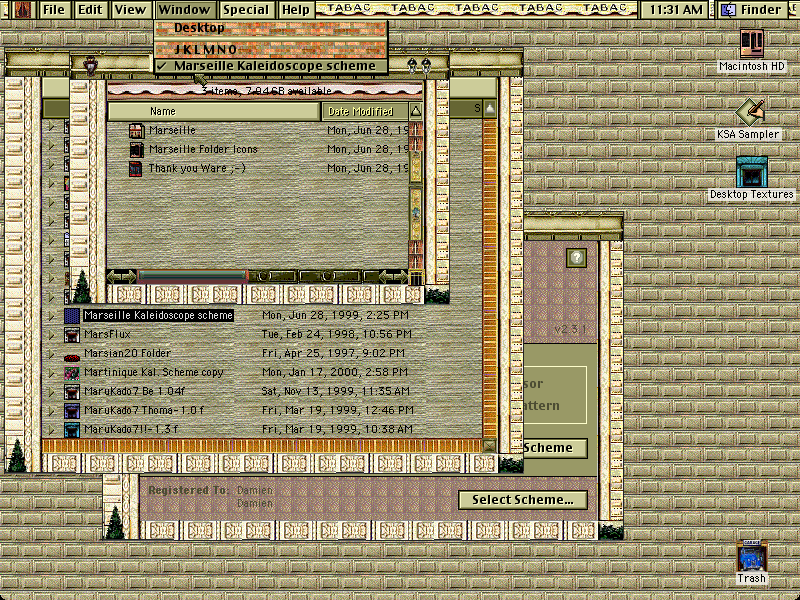 File Edit View Window Special Help TABAC TABAC TABAC TABAC TABAC 11:31 AM Finder
Desktop
JKLMNO
✓ Marseille Kaleidoscope scheme
3 items, 7.94 GB available
Name Date Modified S
Marseille Mon, Jun 28, 19
Marseille Folder Icons Mon, Jun 28, 19
Thank you Ware ;-) Mon, Jun 28, 19
Marseille Kaleidoscope scheme Mon, Jun 28, 1999, 2:25 PM
MarsFlux Tue, Feb 24, 1998, 10:56 PM
Marsian20 Folder Fri, Apr 25, 1997, 9:02 PM
Martinique Kal. Scheme copy Mon, Jan 17, 2000, 2:58 PM
MaruKado7 Be 1.04f Sat, Nov 13, 1999, 11:35 AM
MaruKado7 Thoma-1.0 f Fri, Mar 19, 1999, 12:46 PM
MaruKado7II-1.3 f Fri, Mar 19, 1999, 10:38 AM
?
v2.3.1
sor
attern
Scheme
Registered To: Damien
Damien
Select Scheme...
Macintosh HD
KSA Sampler
Desktop Textures
GARAGE
Trash